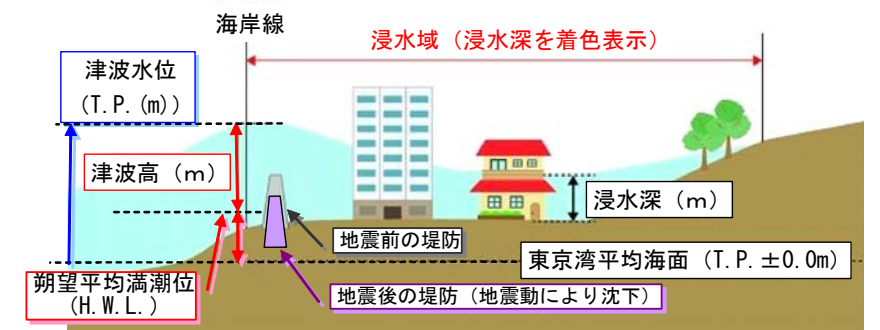 海岸線
浸水域（浸水深を着色表示）
津波水位
（T.P.(m)）
津波高（ｍ）
浸水深（ｍ）
地震前の堤防
東京湾平均海面（T.P.±0.0m）
朔望平均満潮位
（H.W.L.）
地震後の堤防（地震動により沈下）